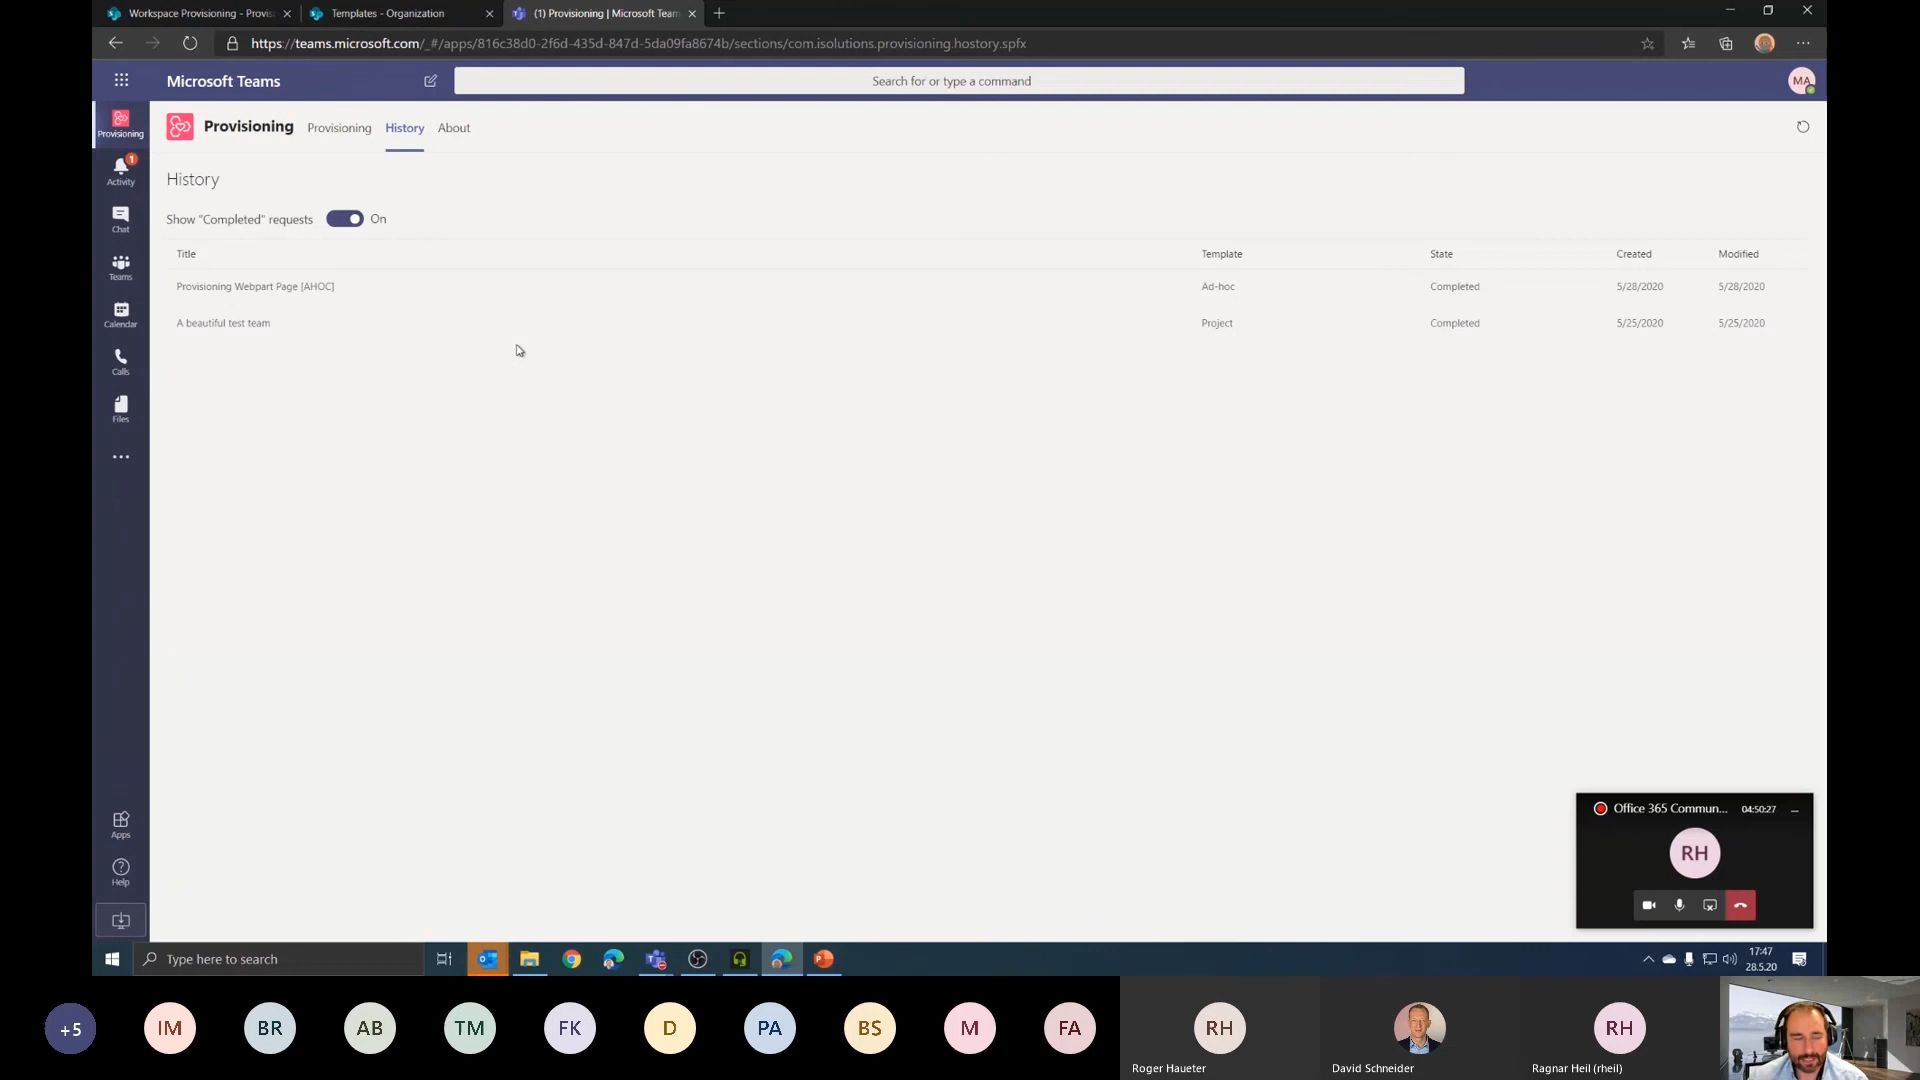 Workspace Provisioning - Provis
Templates - Organization
(1) Provisioning | Microsoft Team
https://teams.microsoft.com/_#/apps/816c38d0-2f6d-435d-847d-5da09fa8674b/sections/com.isolutions.provisioning.hostory.spfx
Microsoft Teams
Search for or type a command
MA
Provisioning
Provisioning
Provisioning
History
About
1
Activity
History
Show "Completed" requests
On
Chat
Title
Template
State
Created
Modified
Teams
Provisioning Webpart Page [AHOC]
Ad-hoc
Completed
5/28/2020
5/28/2020
Calendar
A beautiful test team
Project
Completed
5/25/2020
5/25/2020
Calls
Files
Apps
Help
Office 365 Commun...
04:50:27
RH
Type here to search
17:47
28.5.20
+5
IM
BR
AB
TM
FK
D
PA
BS
M
FA
RH
RH
Roger Haueter
David Schneider
Ragnar Heil (rheil)